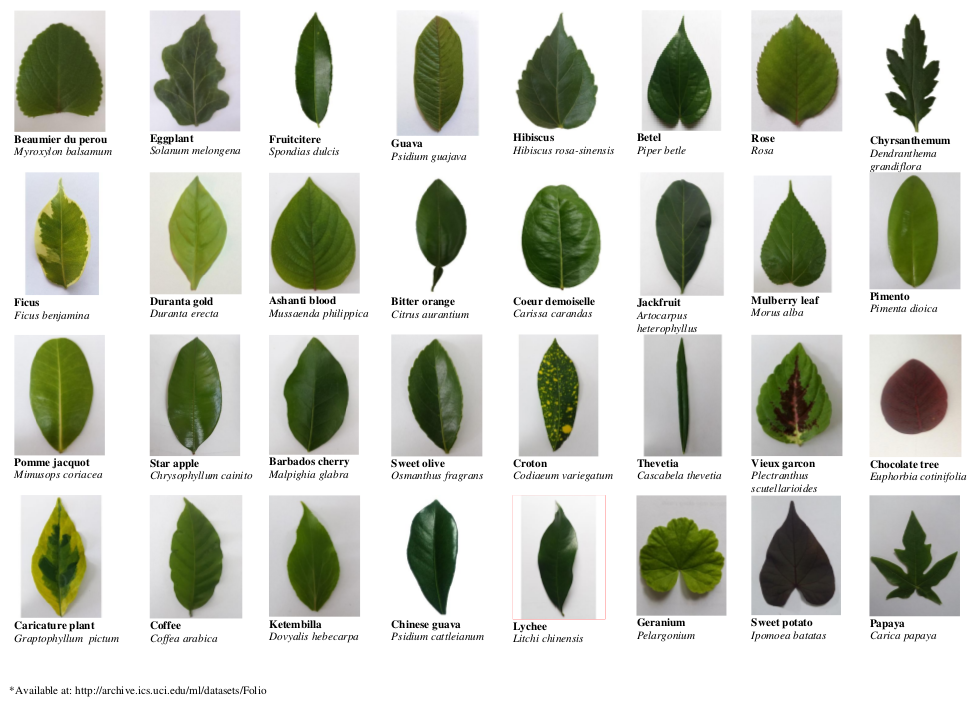 Beaumier du perou
Myroxylon balsamum
Eggplant
Solanum melongena
Fruitcitere
Spondias dulcis
Guava
Psidium guajava
Hibiscus
Hibiscus rosa-sinensis
Betel
Piper betle
Rose
Rosa
Chyrsanthemum
Dendranthema
grandiflora
Ficus
Ficus benjamina
Duranta gold
Duranta erecta
Ashanti blood
Mussaenda philippica
Bitter orange
Citrus aurantium
Coeur demoiselle
Carissa carandas
Jackfruit
Artocarpus
heterophyllus
Mulberry leaf
Morus alba
Pimento
Pimenta dioica
Pomme jacquot
Mimusops coriacea
Star apple
Chrysophyllum cainito
Barbados cherry
Malpighia glabra
Sweet olive
Osmanthus fragrans
Croton
Codiaeum variegatum
Thevetia
Cascabela thevetia
Vieux garcon
Plectranthus
scutellarioides
Chocolate tree
Euphorbia cotinifolia
Caricature plant
Graptophyllum pictum
Coffee
Coffea arabica
Ketembilla
Dovyalis hebecarpa
Chinese guava
Psidium cattleianum
Lychee
Litchi chinensis
Geranium
Pelargonium
Sweet potato
Ipomoea batatas
Papaya
Carica papaya
*Available at: http://archive.ics.uci.edu/ml/datasets/Folio